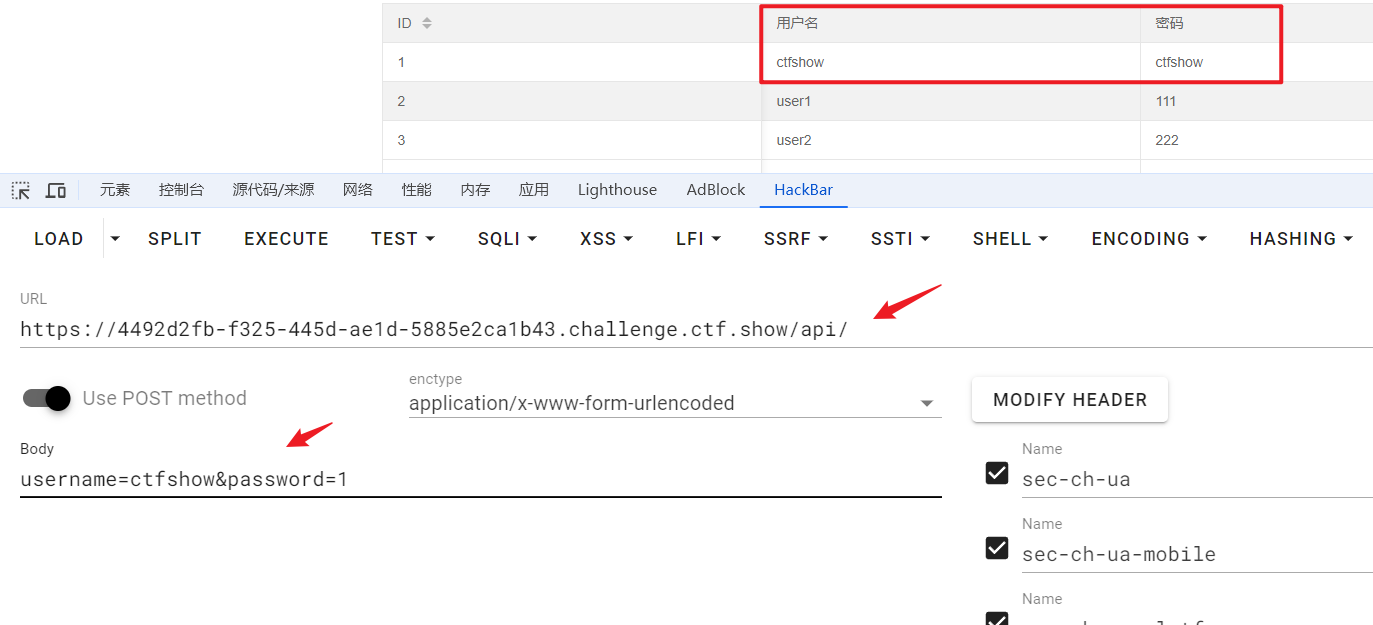 ID 用户名 密码
1 ctfshow ctfshow
2 user1 111
3 user2 222
元素 控制台 源代码/来源 网络 性能 内存 应用 Lighthouse AdBlock HackBar
LOAD SPLIT EXECUTE TEST SQLI XSS LFI SSRF SSTI SHELL ENCODING HASHING
URL
https://4492d2fb-f325-445d-ae1d-5885e2ca1b43.challenge.ctf.show/api/
Use POST method
enctype
application/x-www-form-urlencoded
MODIFY HEADER
Body
username=ctfshow&password=1
Name
sec-ch-ua
Name
sec-ch-ua-mobile
Name